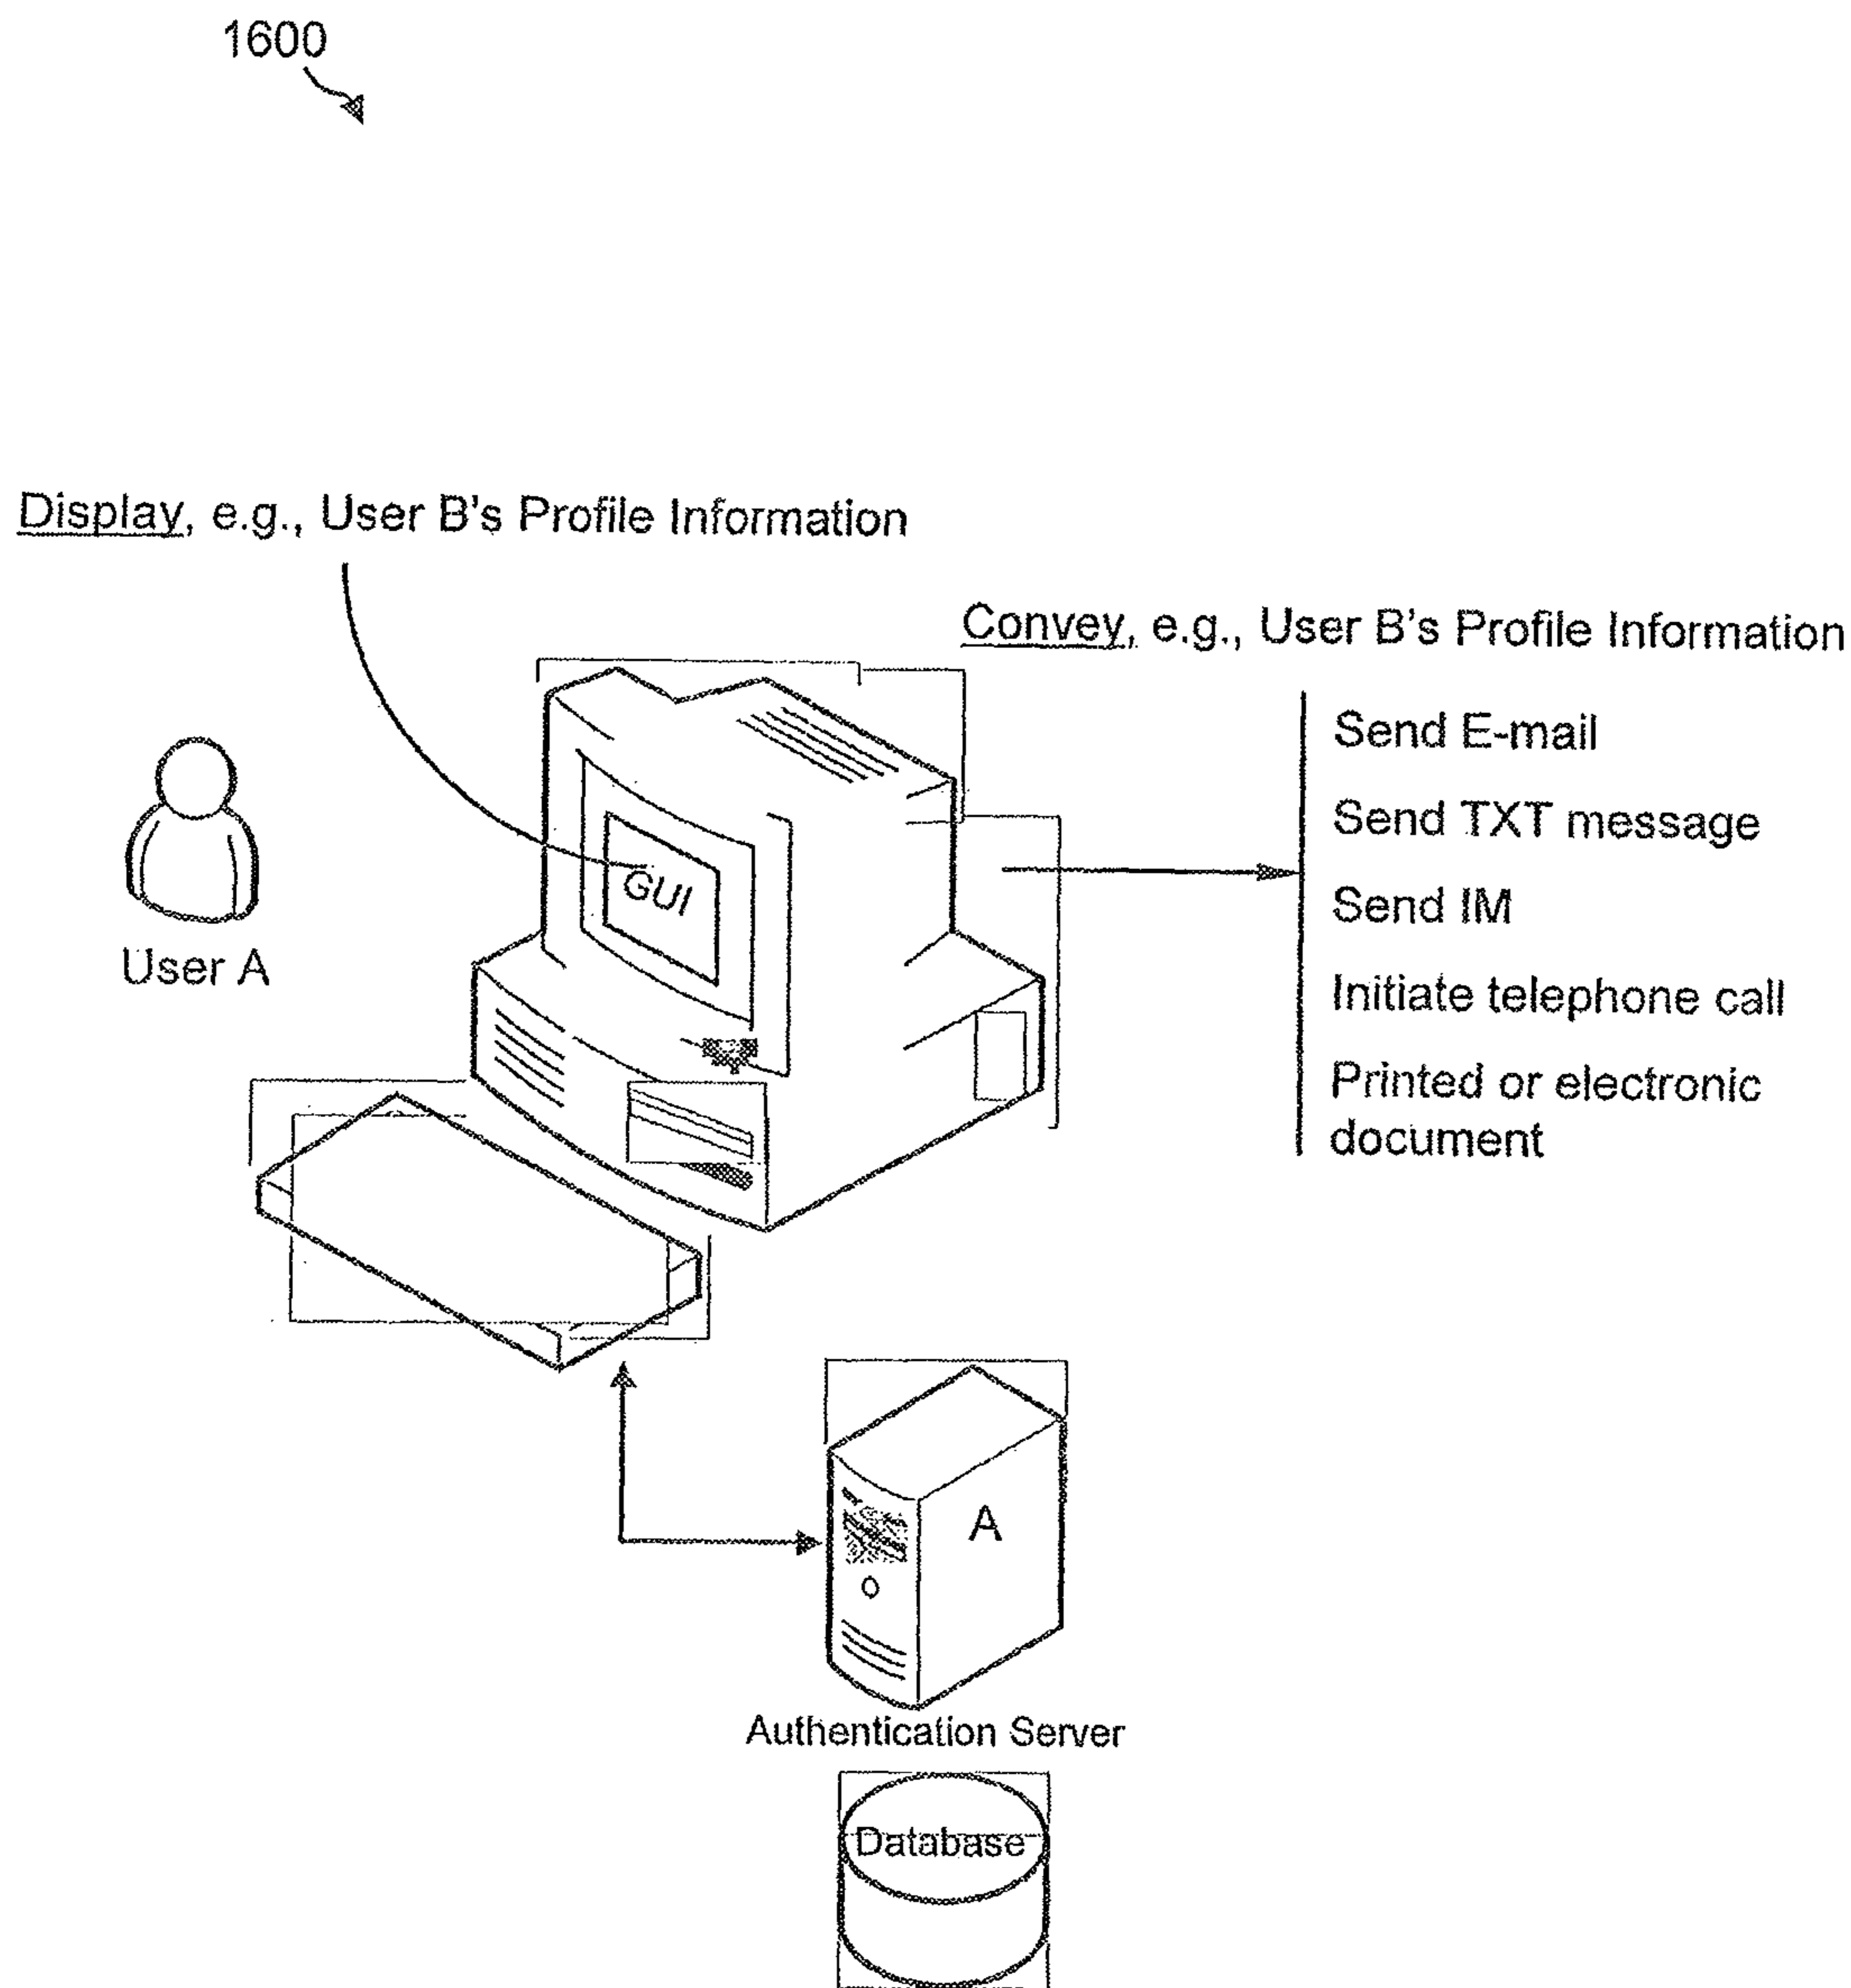 1600
Display, e.g., User B's Profile Information
Convey, e.g., User B's Profile Information
Send E-mail
Send TXT message
Send IM
Initiate telephone call
Printed or electronic
document
GUI
User A
A
Authentication Server
Database